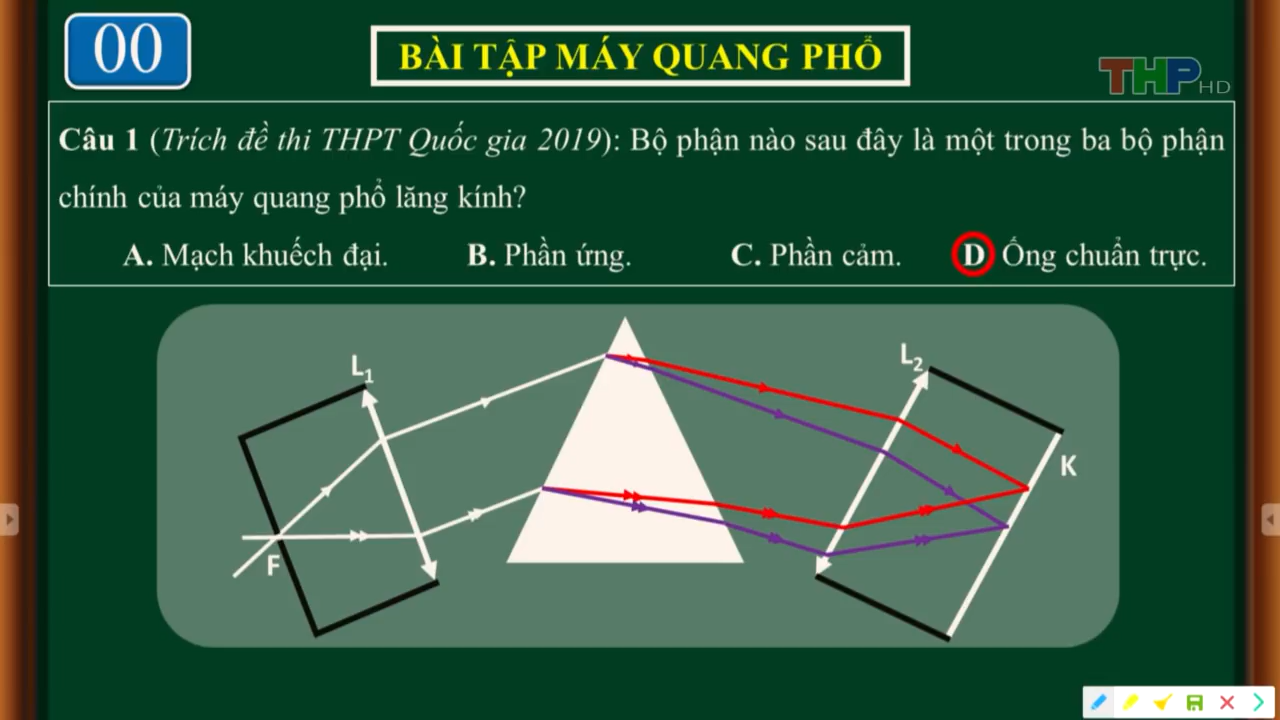 00
BÀI TẬP MÁY QUANG PHỔ
THP HD
Câu 1 (Trích đề thi THPT Quốc gia 2019): Bộ phận nào sau đây là một trong ba bộ phận
chính của máy quang phổ lăng kính?
A. Mạch khuếch đại. B. Phần ứng. C. Phần cảm. D Ống chuẩn trực.
L1
L2
K
F